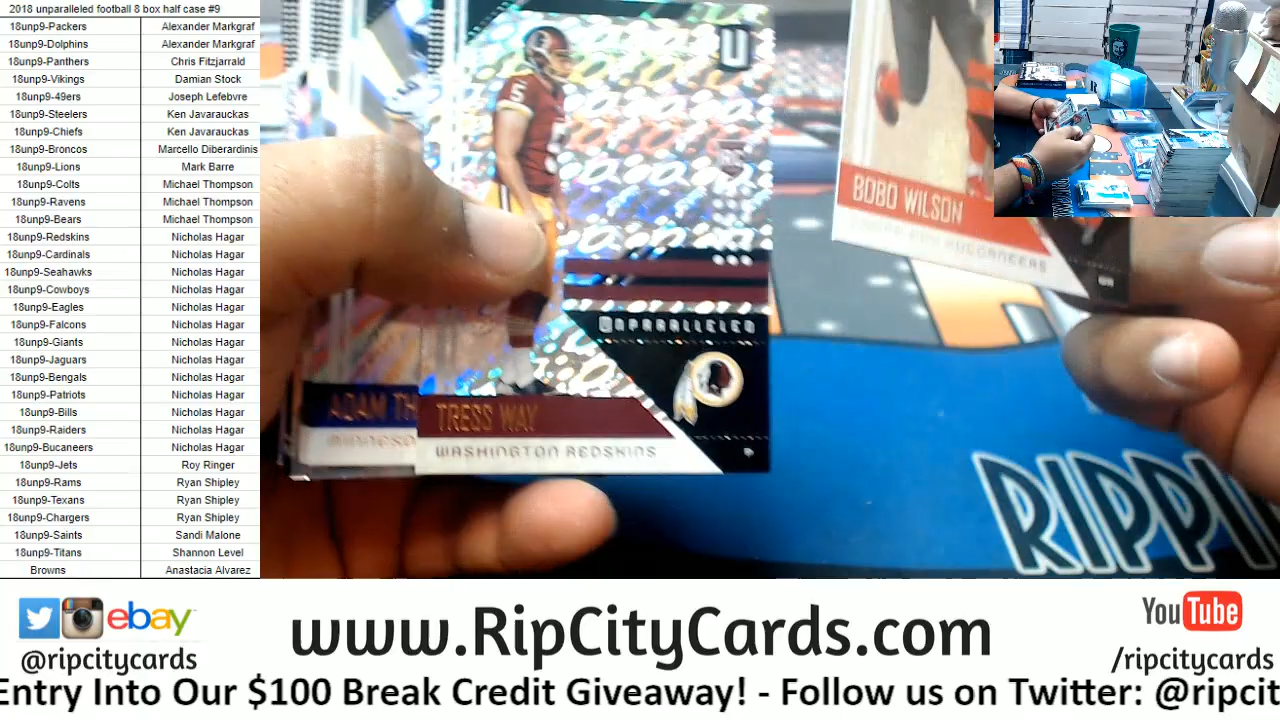 2018 unparalleled football 8 box half case #9
18unp9-Packers Alexander Markgraf
18unp9-Dolphins Alexander Markgraf
18unp9-Panthers Chris Fitzjarrald
18unp9-Vikings Damian Stock
18unp9-49ers Joseph Lefebvre
18unp9-Steelers Ken Javarauckas
18unp9-Chiefs Ken Javarauckas
18unp9-Broncos Marcello Diberardinis
18unp9-Lions Mark Barre
18unp9-Colts Michael Thompson
18unp9-Ravens Michael Thompson
18unp9-Bears Michael Thompson
18unp9-Redskins Nicholas Hagar
18unp9-Cardinals Nicholas Hagar
18unp9-Seahawks Nicholas Hagar
18unp9-Cowboys Nicholas Hagar
18unp9-Eagles Nicholas Hagar
18unp9-Falcons Nicholas Hagar
18unp9-Giants Nicholas Hagar
18unp9-Jaguars Nicholas Hagar
18unp9-Bengals Nicholas Hagar
18unp9-Patriots Nicholas Hagar
18unp9-Bills Nicholas Hagar
18unp9-Raiders Nicholas Hagar
18unp9-Bucaneers Nicholas Hagar
18unp9-Jets Roy Ringer
18unp9-Rams Ryan Shipley
18unp9-Texans Ryan Shipley
18unp9-Chargers Ryan Shipley
18unp9-Saints Sandi Malone
18unp9-Titans Shannon Level
Browns Anastacia Alvarez
U
5
UNPARALLELED
ADAM TH
MINNESO
TRESS WAY
WASHINGTON REDSKINS
BOBO WILSON
BUCCANEERS
RIPPI
ebay
@ripcitycards
www.RipCityCards.com
YouTube
/ripcitycards
Entry Into Our $100 Break Credit Giveaway! - Follow us on Twitter: @ripcit